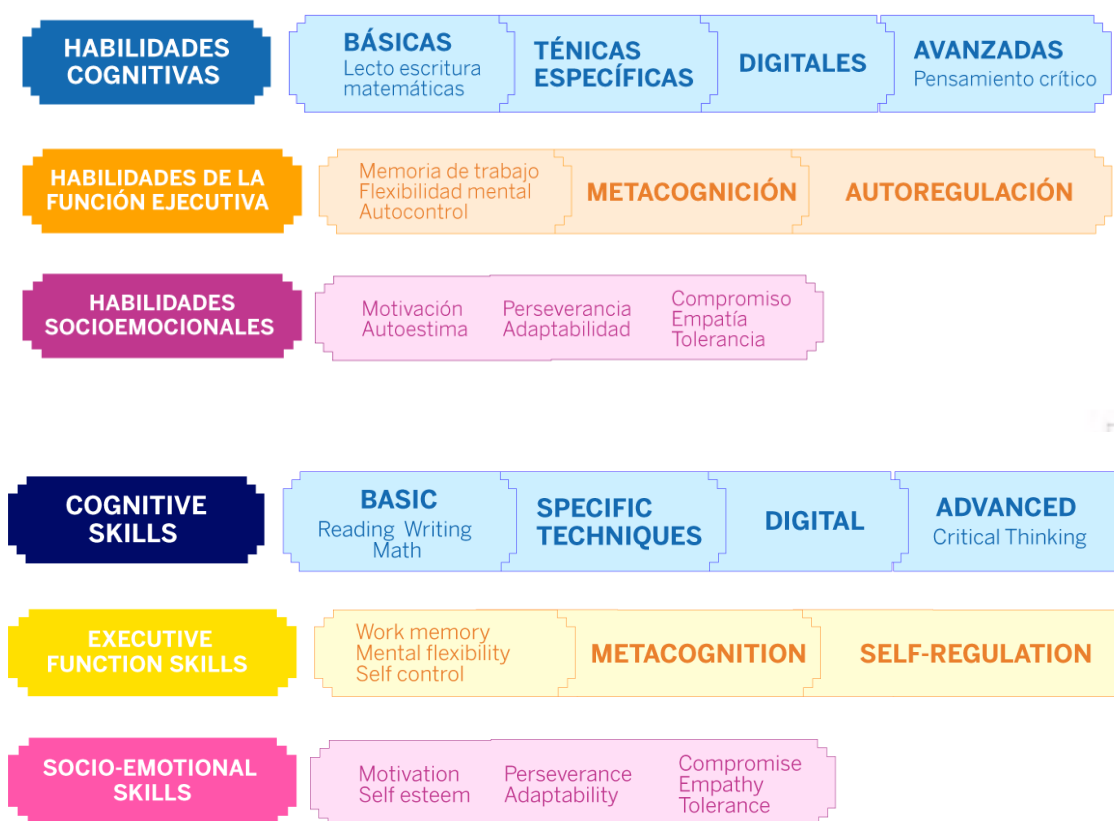 HABILIDADES
COGNITIVAS
BÁSICAS
Lecto escritura
matemáticas
TÉNICAS
ESPECÍFICAS
DIGITALES
AVANZADAS
Pensamiento crítico
HABILIDADES DE LA
FUNCIÓN EJECUTIVA
Memoria de trabajo
Flexibilidad mental
Autocontrol
METACOGNICIÓN
AUTOREGULACIÓN
HABILIDADES
SOCIOEMOCIONALES
Motivación
Autoestima
Perseverancia
Adaptabilidad
Compromiso
Empatía
Tolerancia
COGNITIVE
SKILLS
BASIC
Reading Writing
Math
SPECIFIC
TECHNIQUES
DIGITAL
ADVANCED
Critical Thinking
EXECUTIVE
FUNCTION SKILLS
Work memory
Mental flexibility
Self control
METACOGNITION
SELF-REGULATION
SOCIO-EMOTIONAL
SKILLS
Motivation
Self esteem
Perseverance
Adaptability
Compromise
Empathy
Tolerance